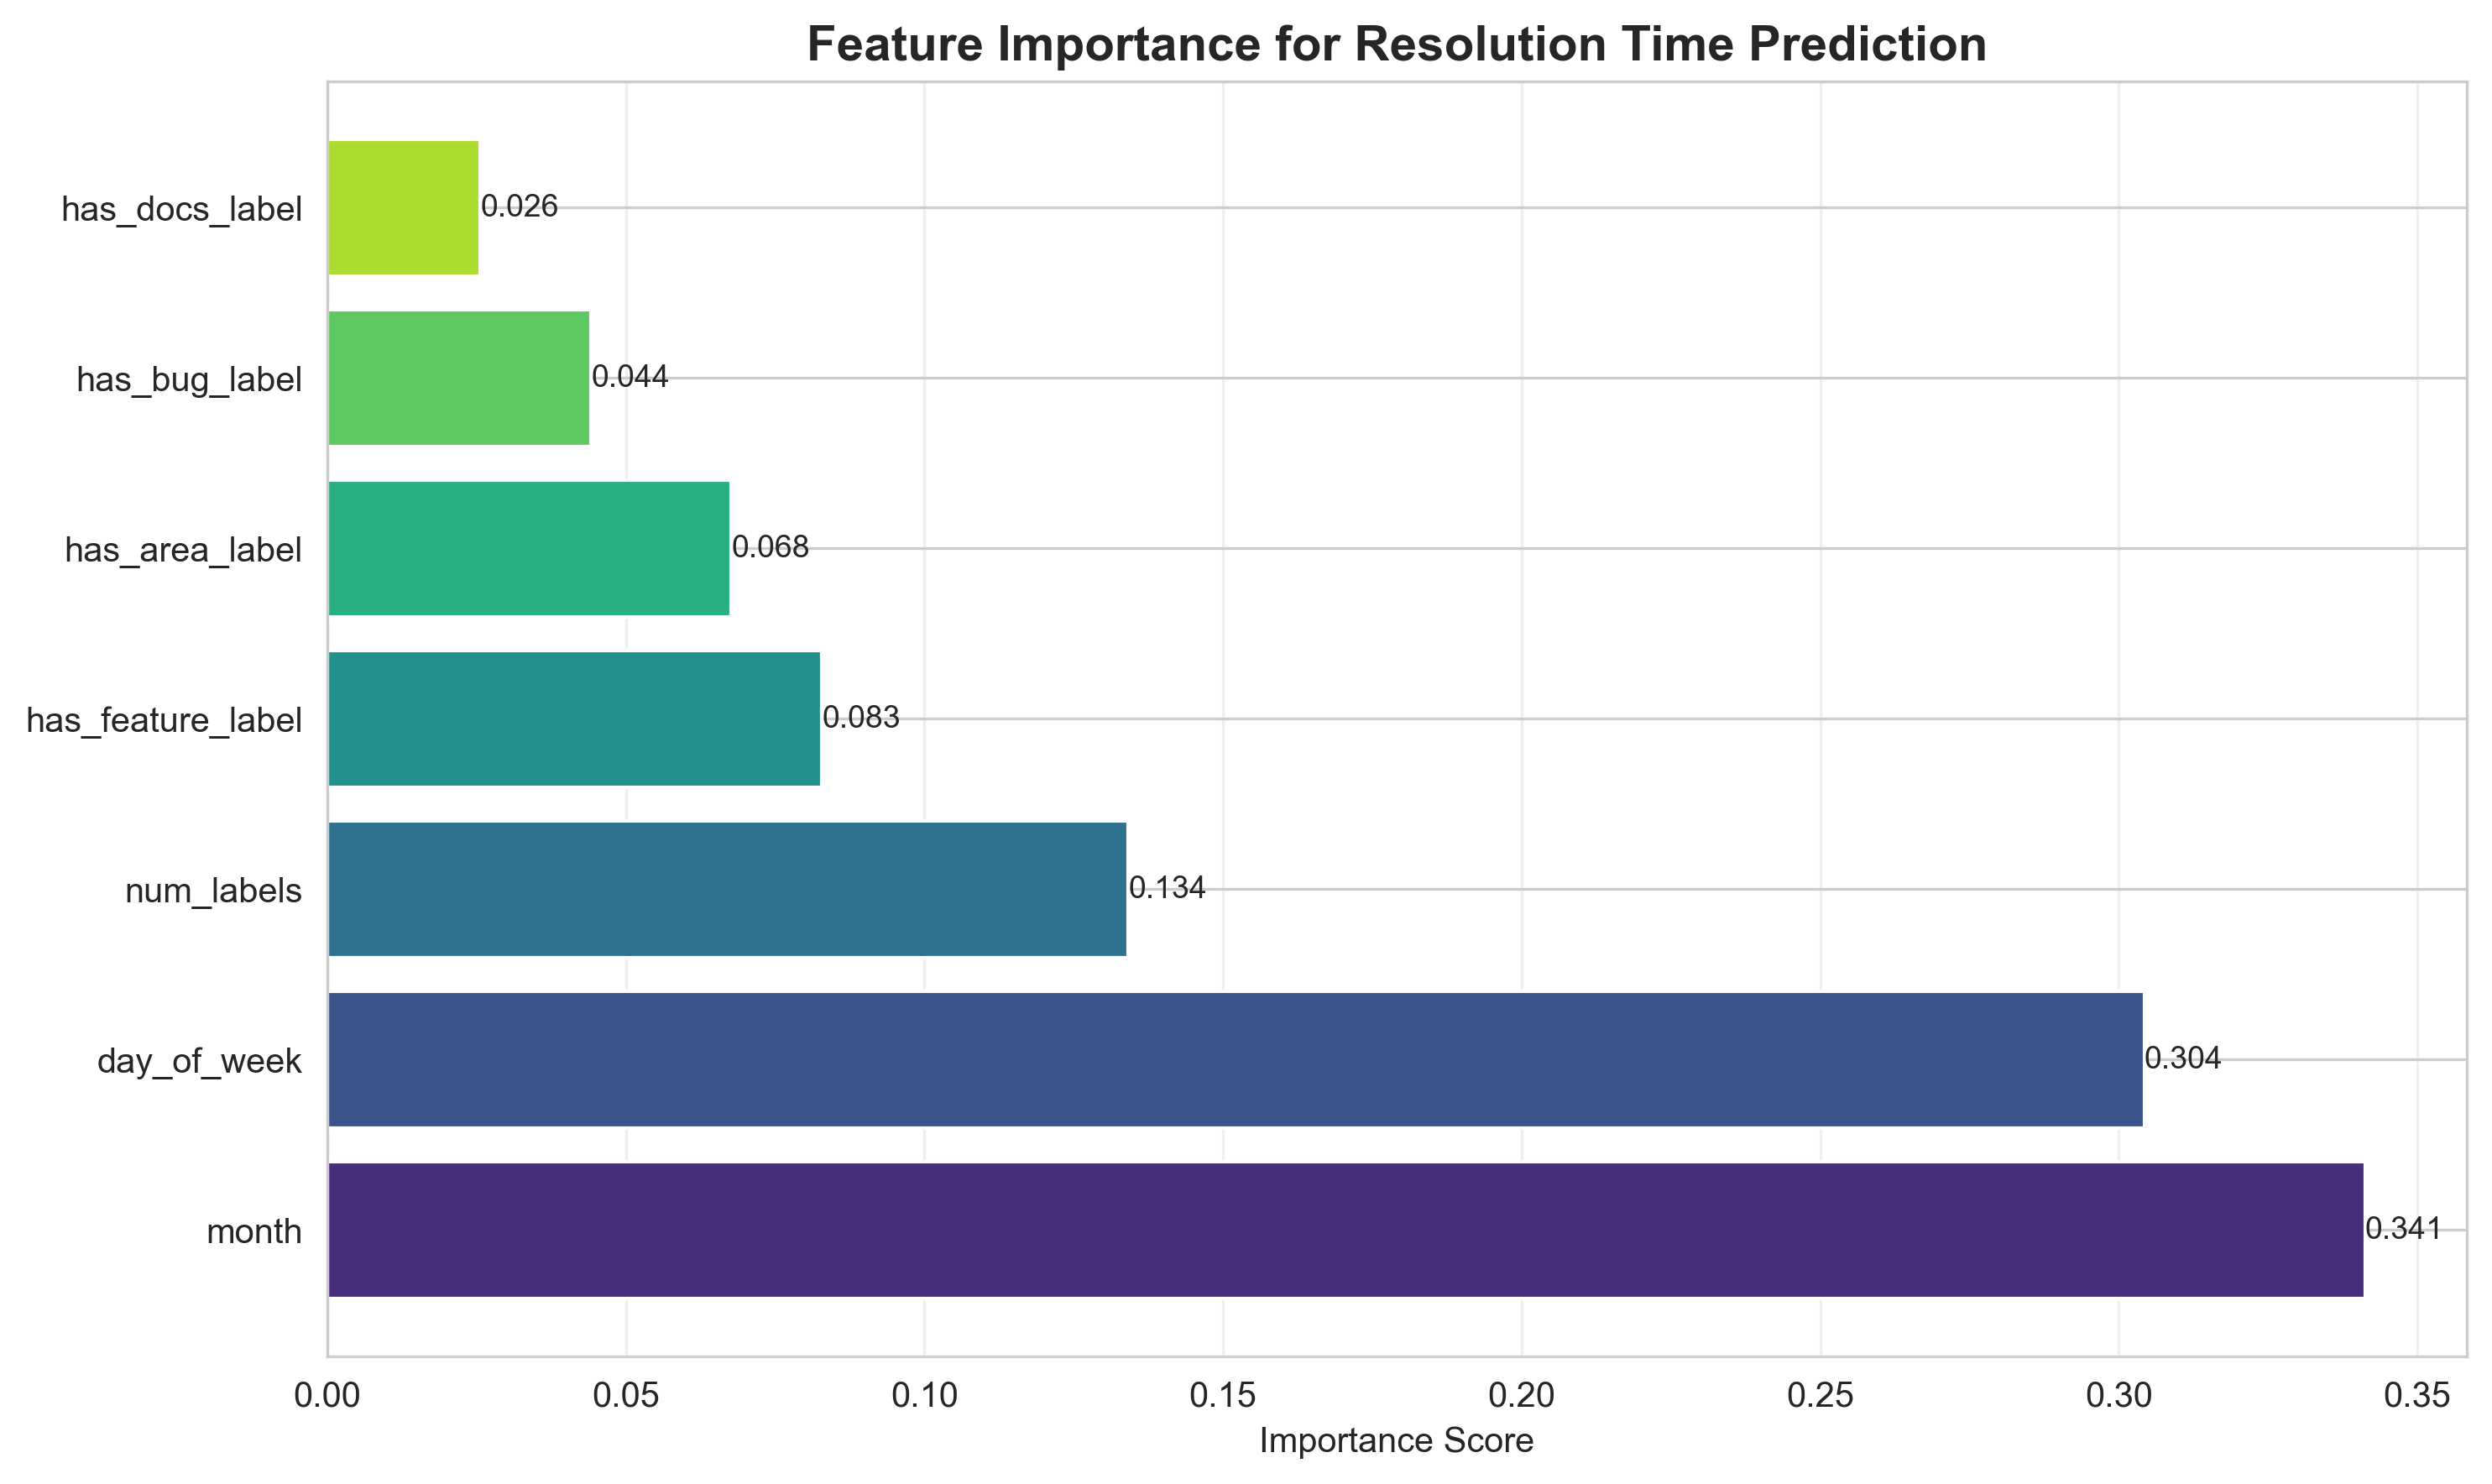 Feature Importance for Resolution Time Prediction
has_docs_label
0.026
has_bug_label
0.044
has_area_label
0.068
has_feature_label
0.083
num_labels
0.134
day_of_week
0.304
month
0.341
0.00 0.05 0.10 0.15 0.20 0.25 0.30 0.35
Importance Score